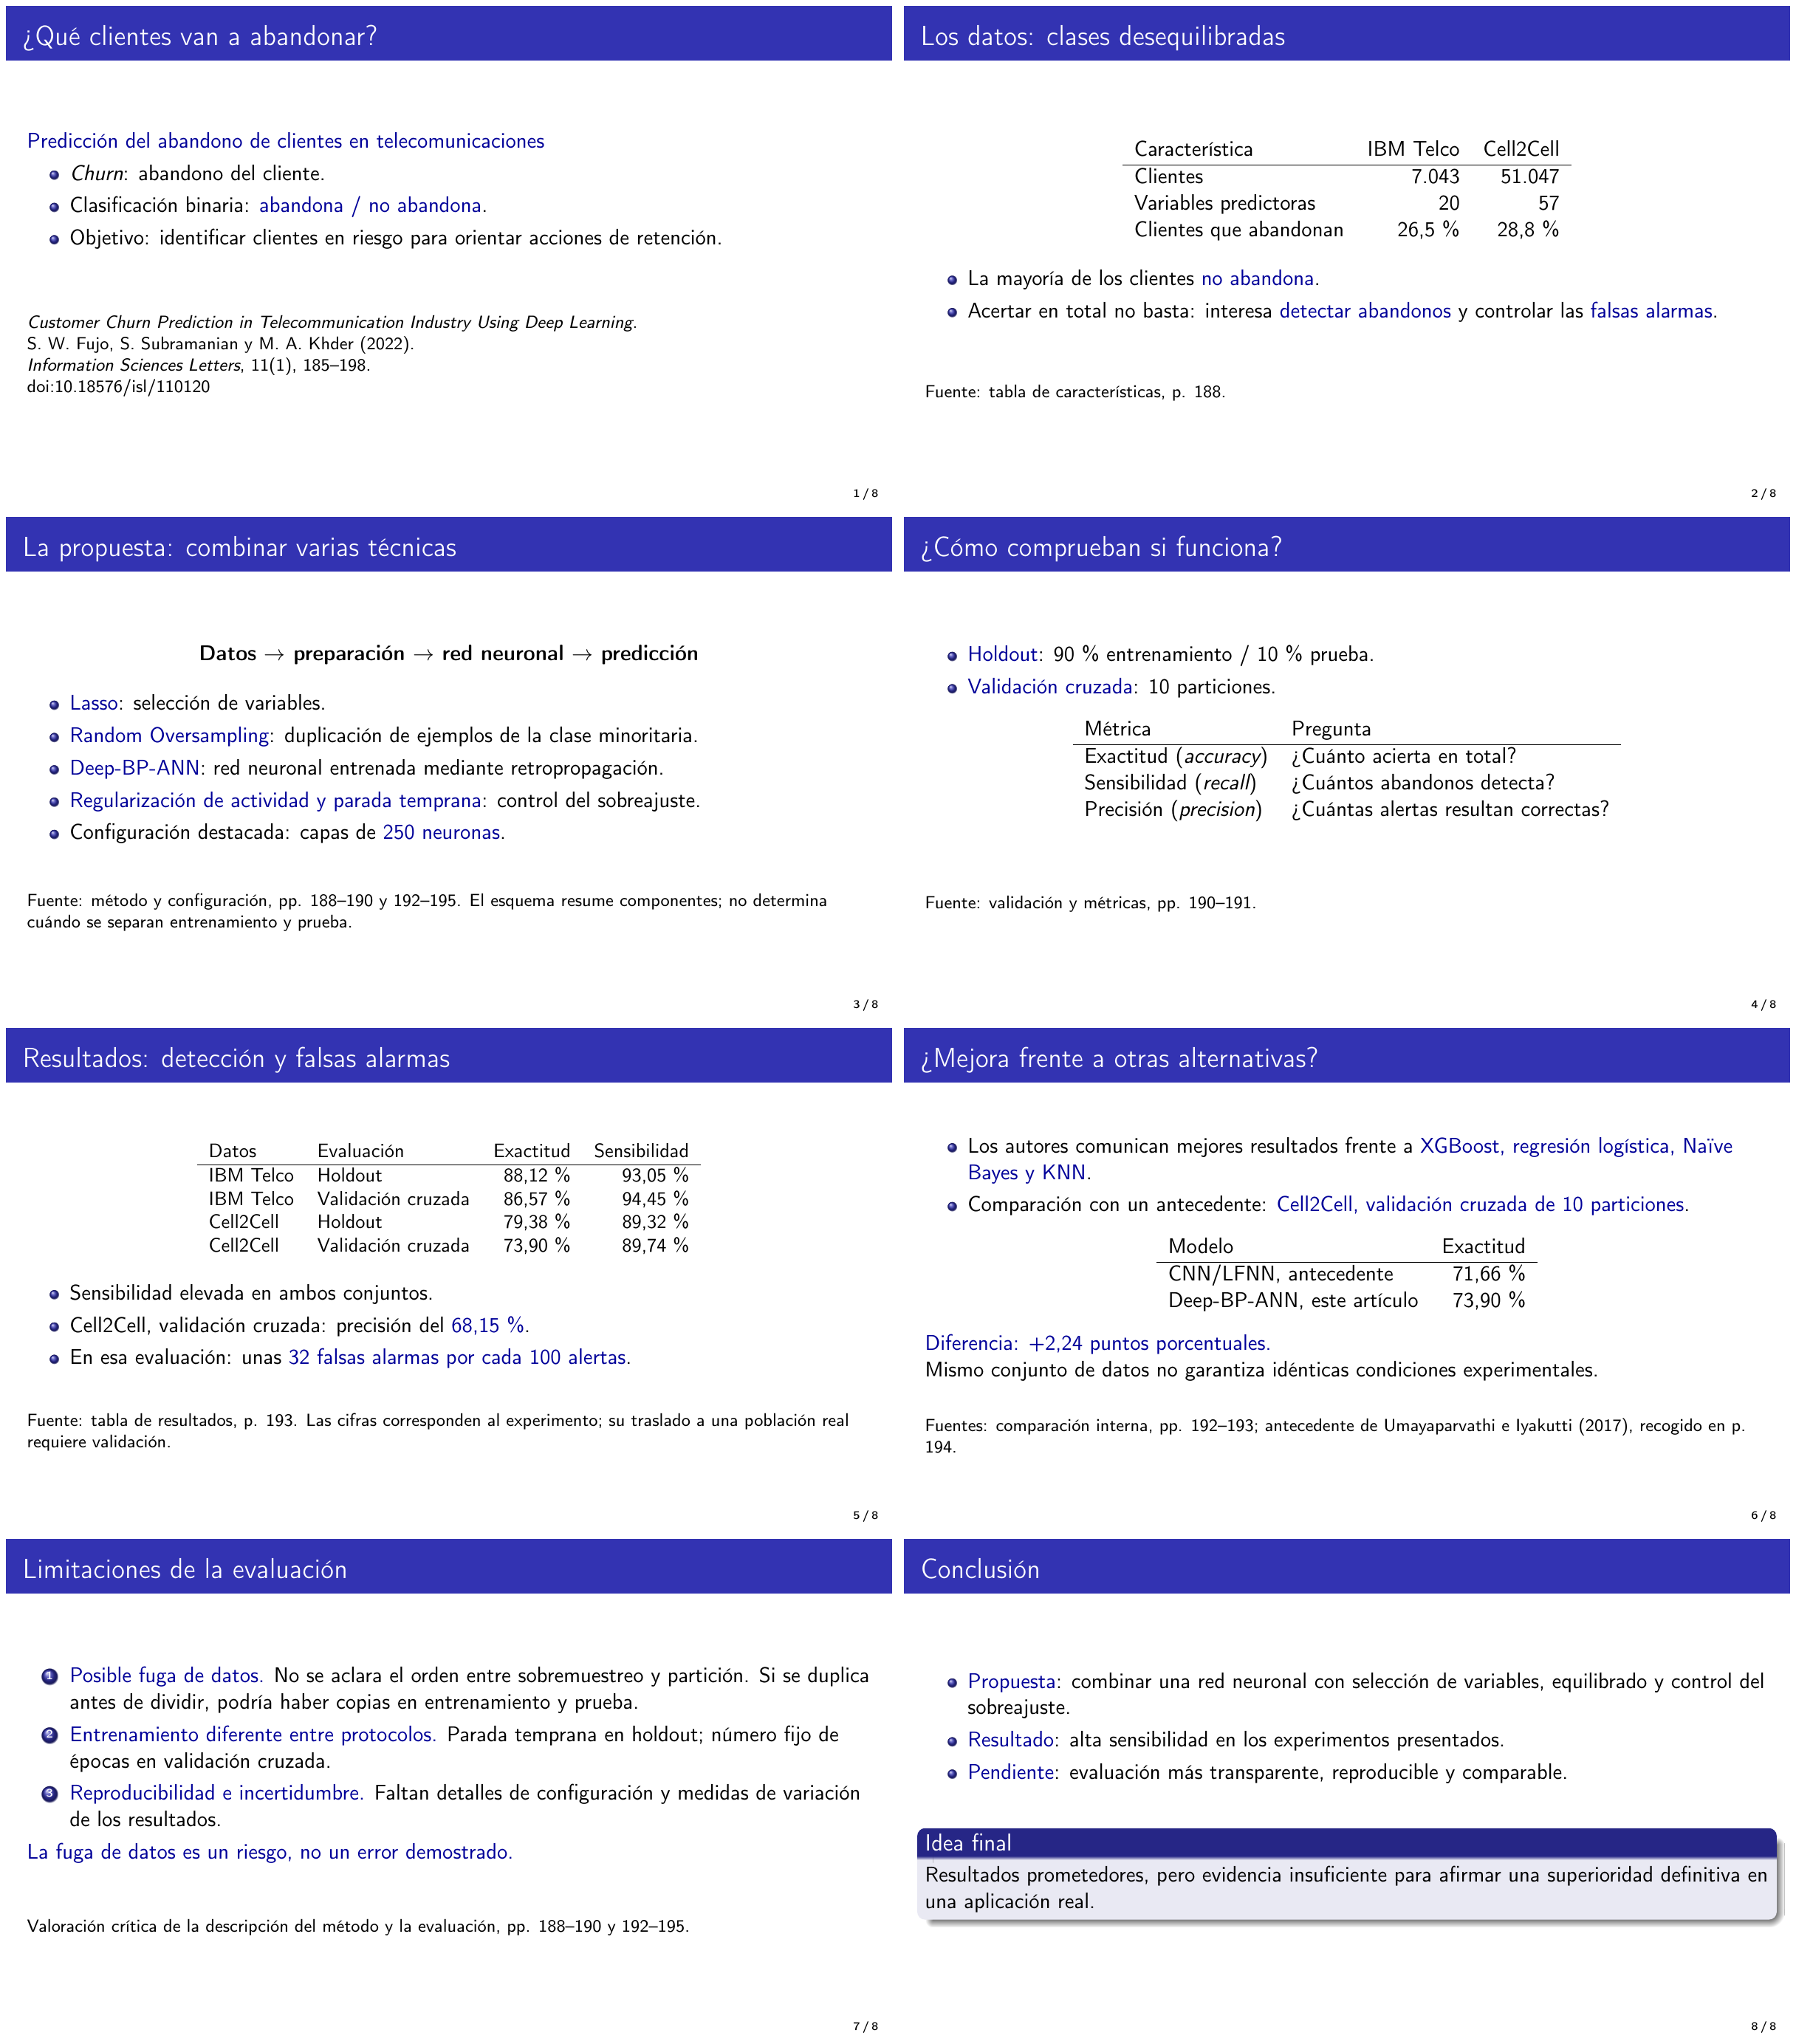 ¿Qué clientes van a abandonar?
Predicción del abandono de clientes en telecomunicaciones
Churn: abandono del cliente.
Clasificación binaria: abandona / no abandona.
Objetivo: identificar clientes en riesgo para orientar acciones de retención.
Customer Churn Prediction in Telecommunication Industry Using Deep Learning.
S. W. Fujo, S. Subramanian y M. A. Khder (2022).
Information Sciences Letters, 11(1), 185–198.
doi:10.18576/isl/110120
1 / 8
Los datos: clases desequilibradas
Característica IBM Telco Cell2Cell
Clientes 7.043 51.047
Variables predictoras 20 57
Clientes que abandonan 26,5 % 28,8 %
La mayoría de los clientes no abandona.
Acertar en total no basta: interesa detectar abandonos y controlar las falsas alarmas.
Fuente: tabla de características, p. 188.
2 / 8
La propuesta: combinar varias técnicas
Datos → preparación → red neuronal → predicción
Lasso: selección de variables.
Random Oversampling: duplicación de ejemplos de la clase minoritaria.
Deep-BP-ANN: red neuronal entrenada mediante retropropagación.
Regularización de actividad y parada temprana: control del sobreajuste.
Configuración destacada: capas de 250 neuronas.
Fuente: método y configuración, pp. 188–190 y 192–195. El esquema resume componentes; no determina
cuándo se separan entrenamiento y prueba.
3 / 8
¿Cómo comprueban si funciona?
Holdout: 90 % entrenamiento / 10 % prueba.
Validación cruzada: 10 particiones.
Métrica Pregunta
Exactitud (accuracy) ¿Cuánto acierta en total?
Sensibilidad (recall) ¿Cuántos abandonos detecta?
Precisión (precision) ¿Cuántas alertas resultan correctas?
Fuente: validación y métricas, pp. 190–191.
4 / 8
Resultados: detección y falsas alarmas
Datos Evaluación Exactitud Sensibilidad
IBM Telco Holdout 88,12 % 93,05 %
IBM Telco Validación cruzada 86,57 % 94,45 %
Cell2Cell Holdout 79,38 % 89,32 %
Cell2Cell Validación cruzada 73,90 % 89,74 %
Sensibilidad elevada en ambos conjuntos.
Cell2Cell, validación cruzada: precisión del 68,15 %.
En esa evaluación: unas 32 falsas alarmas por cada 100 alertas.
Fuente: tabla de resultados, p. 193. Las cifras corresponden al experimento; su traslado a una población real
requiere validación.
5 / 8
¿Mejora frente a otras alternativas?
Los autores comunican mejores resultados frente a XGBoost, regresión logística, Naïve
Bayes y KNN.
Comparación con un antecedente: Cell2Cell, validación cruzada de 10 particiones.
Modelo Exactitud
CNN/LFNN, antecedente 71,66 %
Deep-BP-ANN, este artículo 73,90 %
Diferencia: +2,24 puntos porcentuales.
Mismo conjunto de datos no garantiza idénticas condiciones experimentales.
Fuentes: comparación interna, pp. 192–193; antecedente de Umayaparvathi e Iyakutti (2017), recogido en p.
194.
6 / 8
Limitaciones de la evaluación
1 Posible fuga de datos. No se aclara el orden entre sobremuestreo y partición. Si se duplica
antes de dividir, podría haber copias en entrenamiento y prueba.
2 Entrenamiento diferente entre protocolos. Parada temprana en holdout; número fijo de
épocas en validación cruzada.
3 Reproducibilidad e incertidumbre. Faltan detalles de configuración y medidas de variación
de los resultados.
La fuga de datos es un riesgo, no un error demostrado.
Valoración crítica de la descripción del método y la evaluación, pp. 188–190 y 192–195.
7 / 8
Conclusión
Propuesta: combinar una red neuronal con selección de variables, equilibrado y control del
sobreajuste.
Resultado: alta sensibilidad en los experimentos presentados.
Pendiente: evaluación más transparente, reproducible y comparable.
Idea final
Resultados prometedores, pero evidencia insuficiente para afirmar una superioridad definitiva en
una aplicación real.
8 / 8